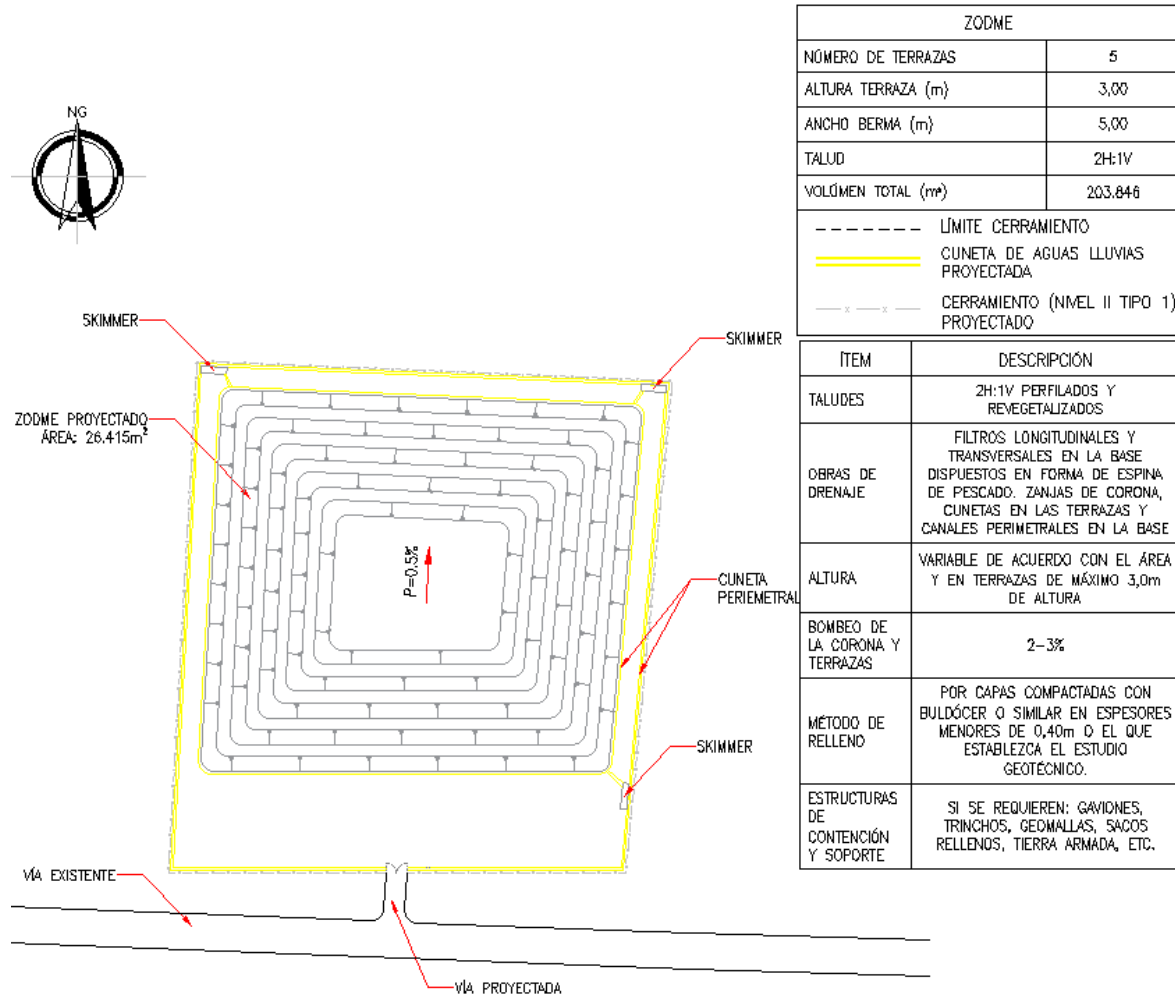 ZODME
NÚMERO DE TERRAZAS 5
ALTURA TERRAZA (m) 3,00
ANCHO BERMA (m) 5,00
TALUD 2H:1V
VOLÚMEN TOTAL (m³) 203.846
LÍMITE CERRAMIENTO
CUNETA DE AGUAS LLUVIAS
PROYECTADA
CERRAMIENTO (NIVEL II TIPO 1)
PROYECTADO
ÍTEM DESCRIPCIÓN
TALUDES
2H:1V PERFILADOS Y
REVEGETALIZADOS
OBRAS DE
DRENAJE
FILTROS LONGITUDINALES Y
TRANSVERSALES EN LA BASE
DISPUESTOS EN FORMA DE ESPINA
DE PESCADO. ZANJAS DE CORONA,
CUNETAS EN LAS TERRAZAS Y
CANALES PERIMETRALES EN LA BASE
ALTURA
VARIABLE DE ACUERDO CON EL ÁREA
Y EN TERRAZAS DE MÁXIMO 3,0m
DE ALTURA
BOMBEO DE
LA CORONA Y
TERRAZAS
2-3%
MÉTODO DE
RELLENO
POR CAPAS COMPACTADAS CON
BULDÓCER O SIMILAR EN ESPESORES
MENORES DE 0,40m O EL QUE
ESTABLEZCA EL ESTUDIO
GEOTÉCNICO.
ESTRUCTURAS
DE
CONTENCIÓN
Y SOPORTE
SI SE REQUIEREN: GAVIONES,
TRINCHOS, GEOMALLAS, SACOS
RELLENOS, TIERRA ARMADA, ETC.
NG
SKIMMER
SKIMMER
ZODME PROYECTADO
ÁREA: 26.415m²
P=0.5%
CUNETA
PERIEMETRAL
SKIMMER
VÍA EXISTENTE
VÍA PROYECTADA